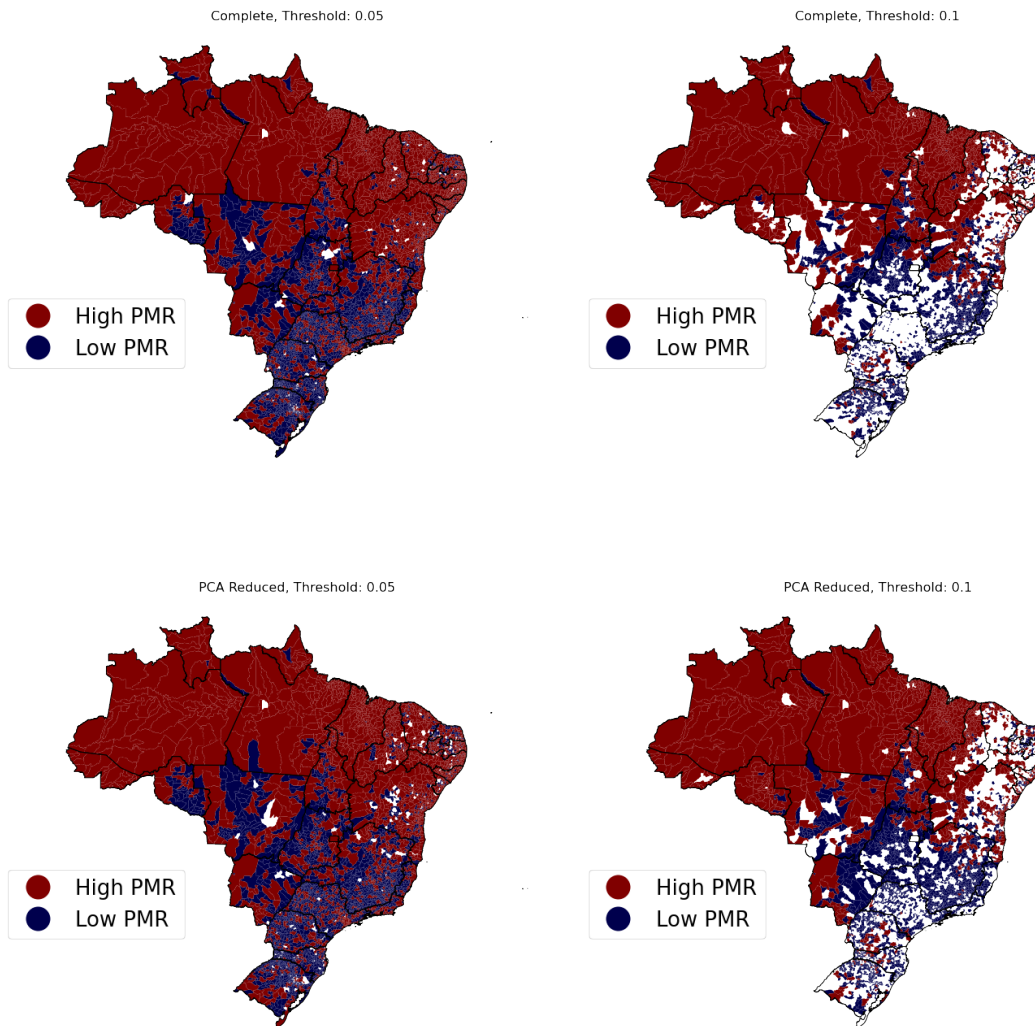 Complete, Threshold: 0.05
Complete, Threshold: 0.1
High PMR
Low PMR
High PMR
Low PMR
PCA Reduced, Threshold: 0.05
PCA Reduced, Threshold: 0.1
High PMR
Low PMR
High PMR
Low PMR